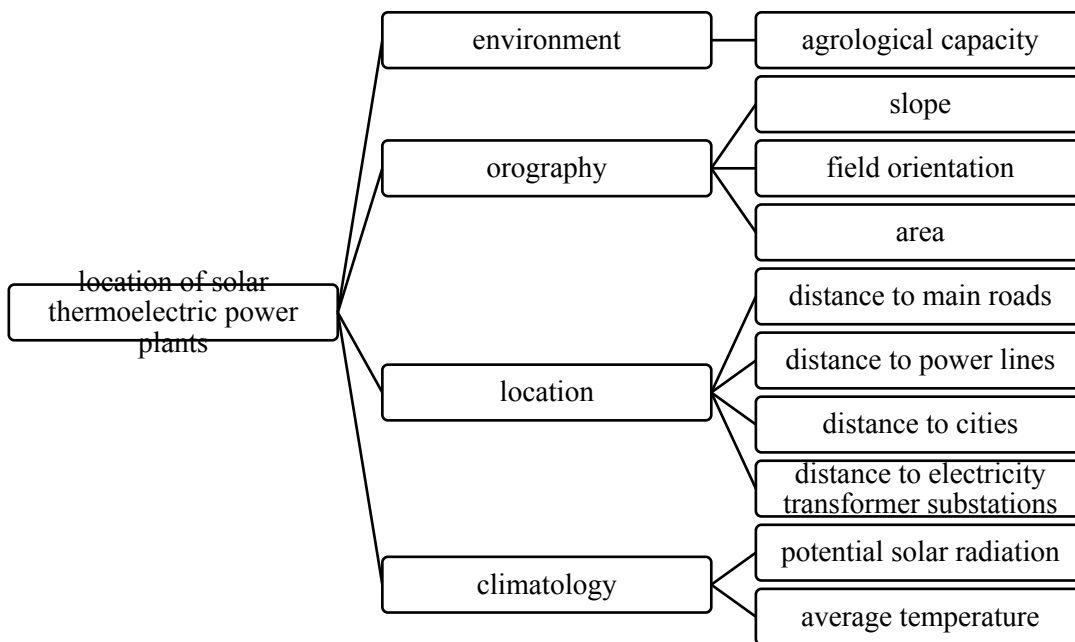 environment
agrological capacity
slope
orography
field orientation
area
location of solar
thermoelectric power
plants
distance to main roads
distance to power lines
location
distance to cities
distance to electricity
transformer substations
potential solar radiation
climatology
average temperature